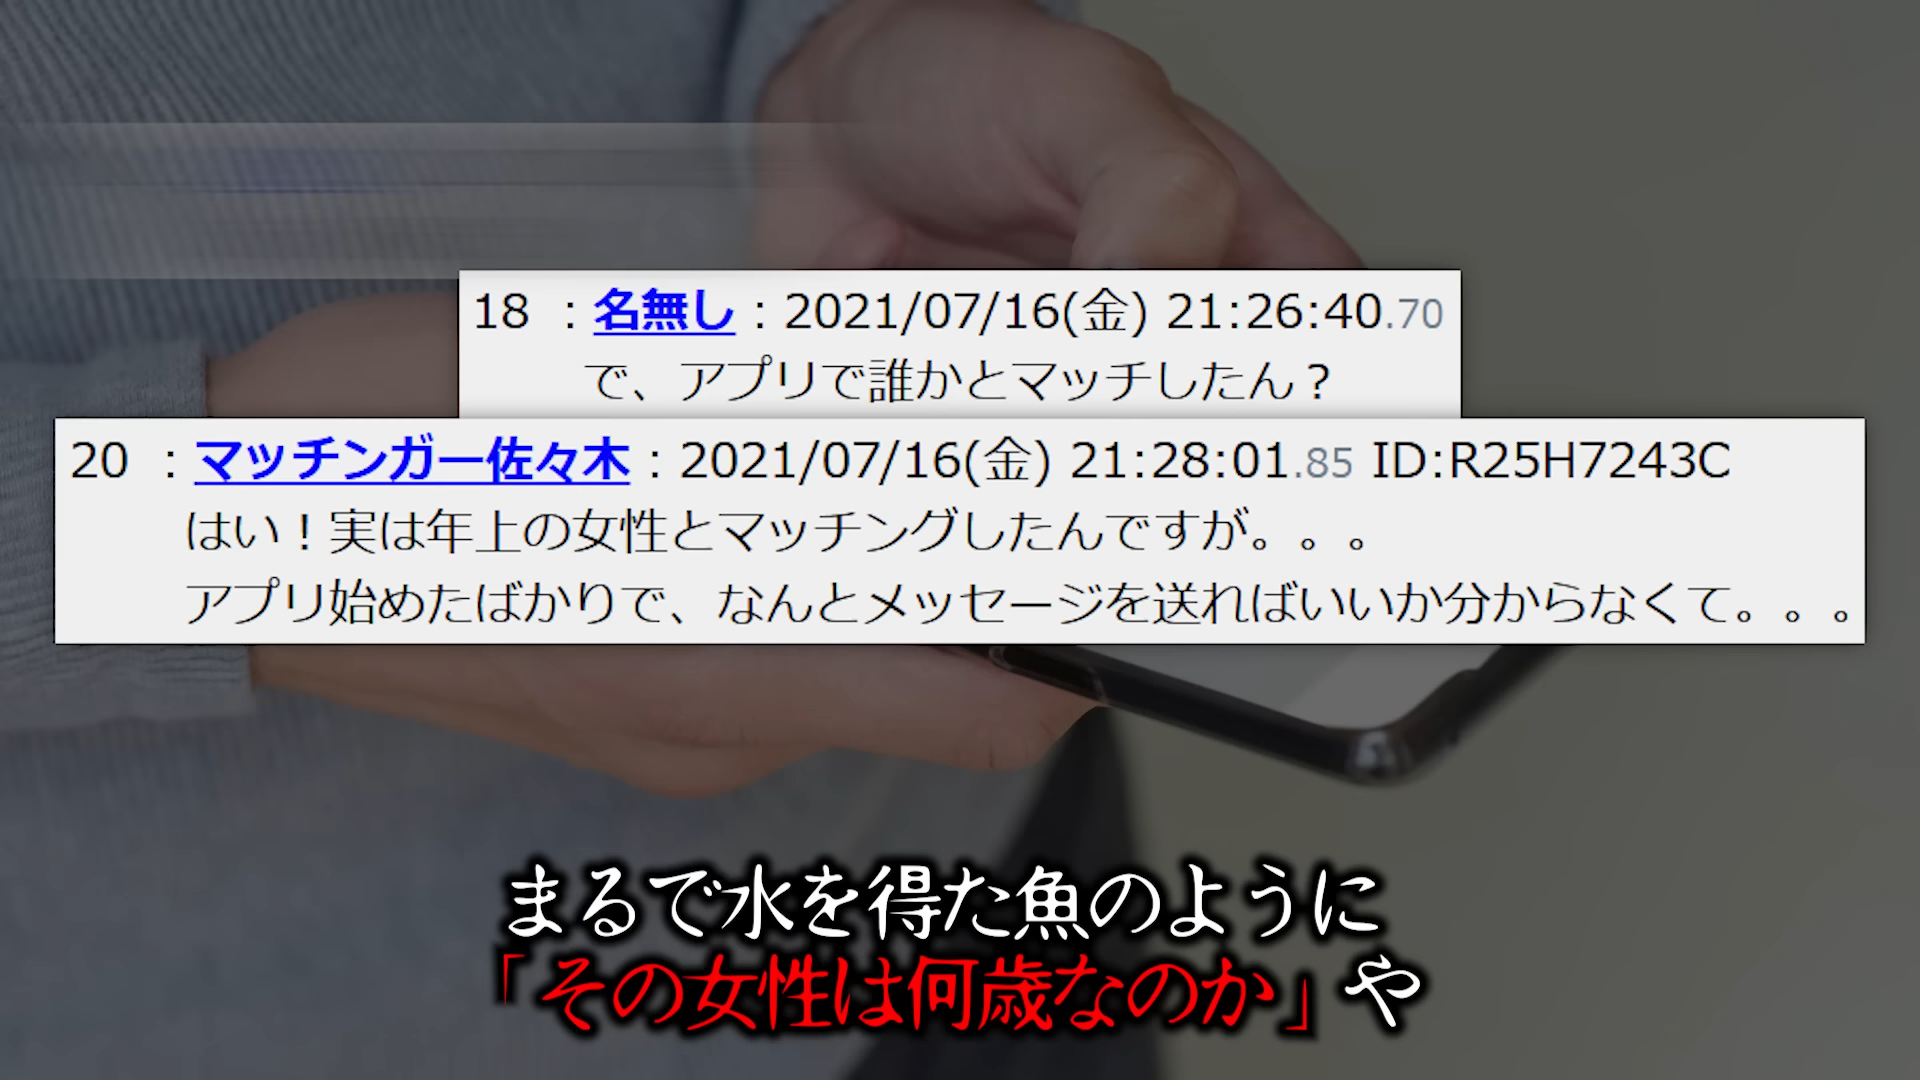 18 ：名無し：2021/07/16(金) 21:26:40.70
で、アプリで誰かとマッチしたん？
20 ：マッチンガー佐々木：2021/07/16(金) 21:28:01.85 ID:R25H7243C
はい！実は年上の女性とマッチングしたんですが。。。
アプリ始めたばかりで、なんとメッセージを送ればいいか分からなくて。。。
まるで水を得た魚のように
「その女性は何歳なのか」や